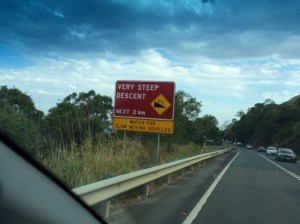 VERY STEEP
DESCENT
NEXT 2 km
WATCH FOR
SLOW MOVING VEHICLES